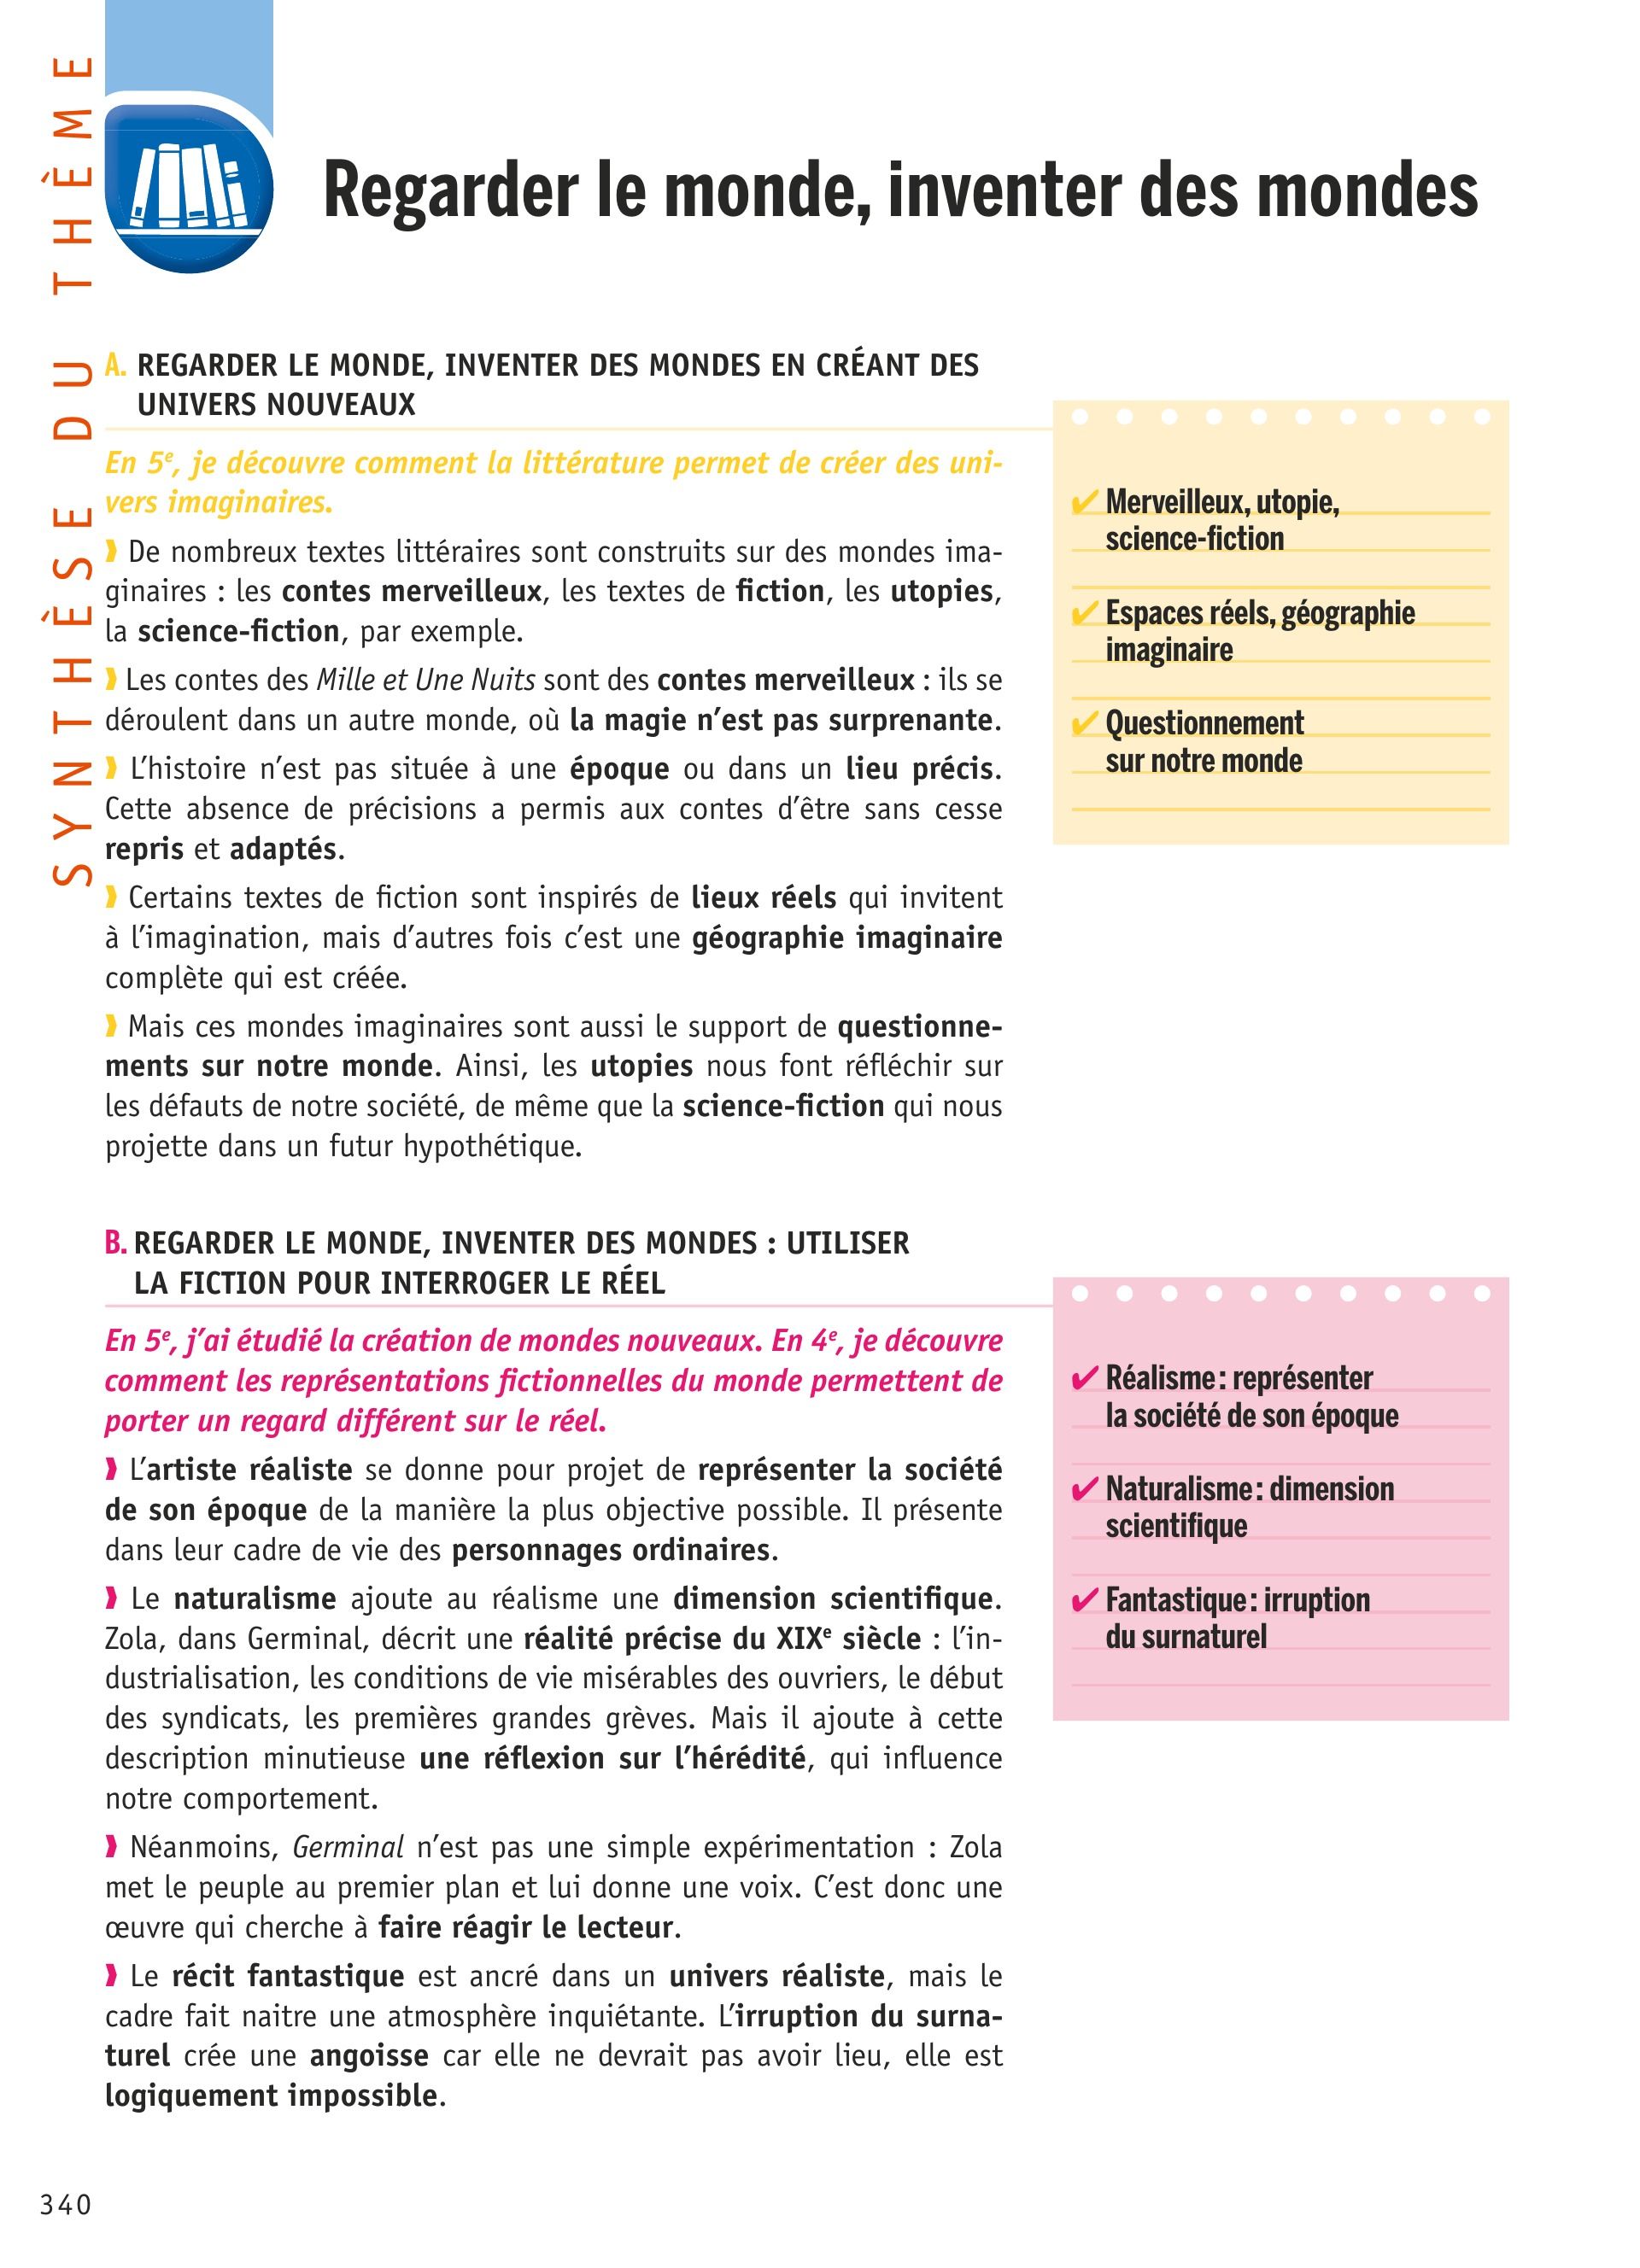 SYNTHÈSE DU THÈME
Regarder le monde, inventer des mondes
A. REGARDER LE MONDE, INVENTER DES MONDES EN CRÉANT DES
UNIVERS NOUVEAUX
En 5e, je découvre comment la littérature permet de créer des uni-
vers imaginaires.
❱ De nombreux textes littéraires sont construits sur des mondes ima-
ginaires : les contes merveilleux, les textes de fiction, les utopies,
la science-fiction, par exemple.
❱ Les contes des Mille et Une Nuits sont des contes merveilleux : ils se
déroulent dans un autre monde, où la magie n’est pas surprenante.
❱ L’histoire n’est pas située à une époque ou dans un lieu précis.
Cette absence de précisions a permis aux contes d’être sans cesse
repris et adaptés.
❱ Certains textes de fiction sont inspirés de lieux réels qui invitent
à l’imagination, mais d’autres fois c’est une géographie imaginaire
complète qui est créée.
❱ Mais ces mondes imaginaires sont aussi le support de questionne-
ments sur notre monde. Ainsi, les utopies nous font réfléchir sur
les défauts de notre société, de même que la science-fiction qui nous
projette dans un futur hypothétique.
✔ Merveilleux, utopie,
science-fiction
✔ Espaces réels, géographie
imaginaire
✔ Questionnement
sur notre monde
B. REGARDER LE MONDE, INVENTER DES MONDES : UTILISER
LA FICTION POUR INTERROGER LE RÉEL
En 5e, j’ai étudié la création de mondes nouveaux. En 4e, je découvre
comment les représentations fictionnelles du monde permettent de
porter un regard différent sur le réel.
❱ L’artiste réaliste se donne pour projet de représenter la société
de son époque de la manière la plus objective possible. Il présente
dans leur cadre de vie des personnages ordinaires.
❱ Le naturalisme ajoute au réalisme une dimension scientifique.
Zola, dans Germinal, décrit une réalité précise du XIXe siècle : l’in-
dustrialisation, les conditions de vie misérables des ouvriers, le début
des syndicats, les premières grandes grèves. Mais il ajoute à cette
description minutieuse une réflexion sur l’hérédité, qui influence
notre comportement.
❱ Néanmoins, Germinal n’est pas une simple expérimentation : Zola
met le peuple au premier plan et lui donne une voix. C’est donc une
œuvre qui cherche à faire réagir le lecteur.
❱ Le récit fantastique est ancré dans un univers réaliste, mais le
cadre fait naitre une atmosphère inquiétante. L’irruption du surna-
turel crée une angoisse car elle ne devrait pas avoir lieu, elle est
logiquement impossible.
✔ Réalisme : représenter
la société de son époque
✔ Naturalisme : dimension
scientifique
✔ Fantastique : irruption
du surnaturel
340